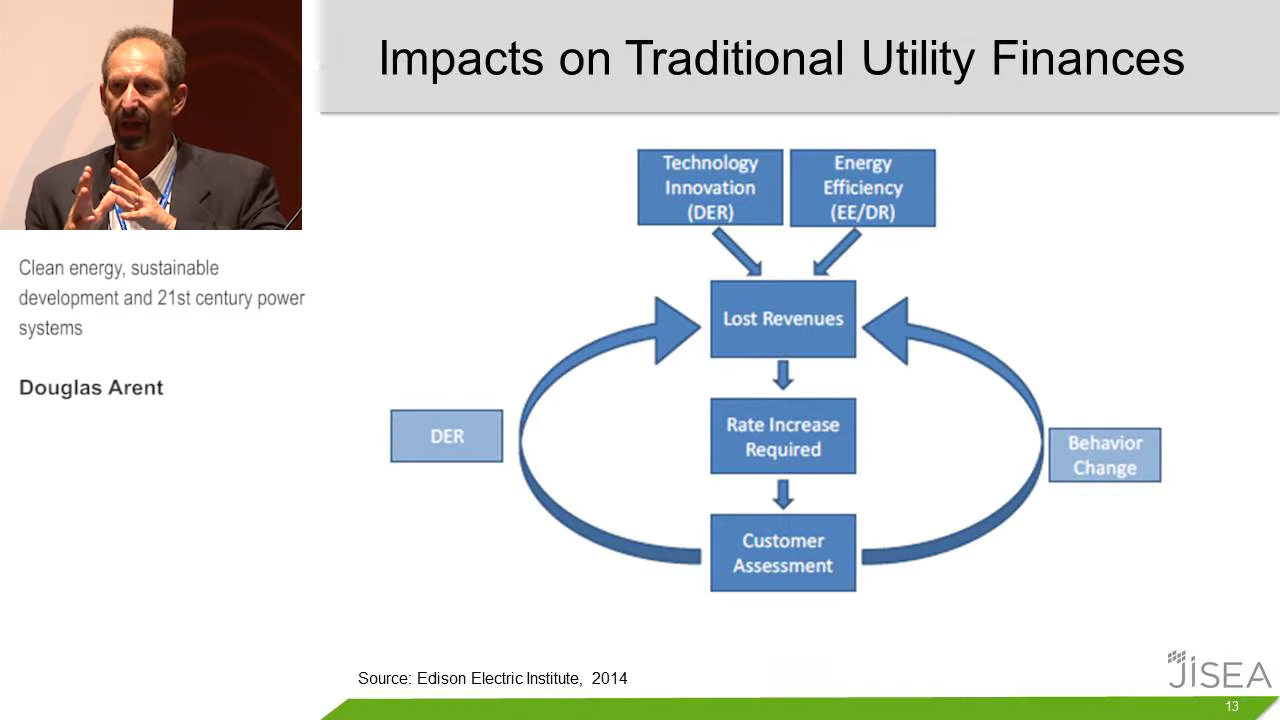 Impacts on Traditional Utility Finances
Clean energy, sustainable
development and 21st century power
systems
Douglas Arent
Technology
Innovation
(DER)
Energy
Efficiency
(EE/DR)
Lost Revenues
Rate Increase
Required
Customer
Assessment
DER
Behavior
Change
Source: Edison Electric Institute, 2014
JISEA
13